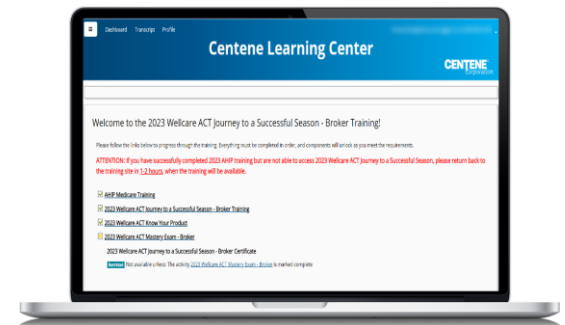 Dashboard Transcript Profile
Centene Learning Center
CENTENE
Corporation
Welcome to the 2023 Wellcare ACT Journey to a Successful Season - Broker Training!
Please follow the links below to progress through the training. Everything must be completed in order, and components will unlock as you meet the requirements.
ATTENTION: If you have successfully completed 2023 AHIP training but are not able to access 2023 Wellcare ACT Journey to a Successful Season, please return back to
the training site in 1-2 hours, when the training will be available.
AHIP Medicare Training
2023 Wellcare ACT Journey to a Successful Season - Broker Training
2023 Wellcare ACT Know Your Product
2023 Wellcare ACT Mastery Exam - Broker
2023 Wellcare ACT Journey to a Successful Season - Broker Certificate
Not available unless: The activity 2023 Wellcare ACT Mastery Exam - Broker is marked complete